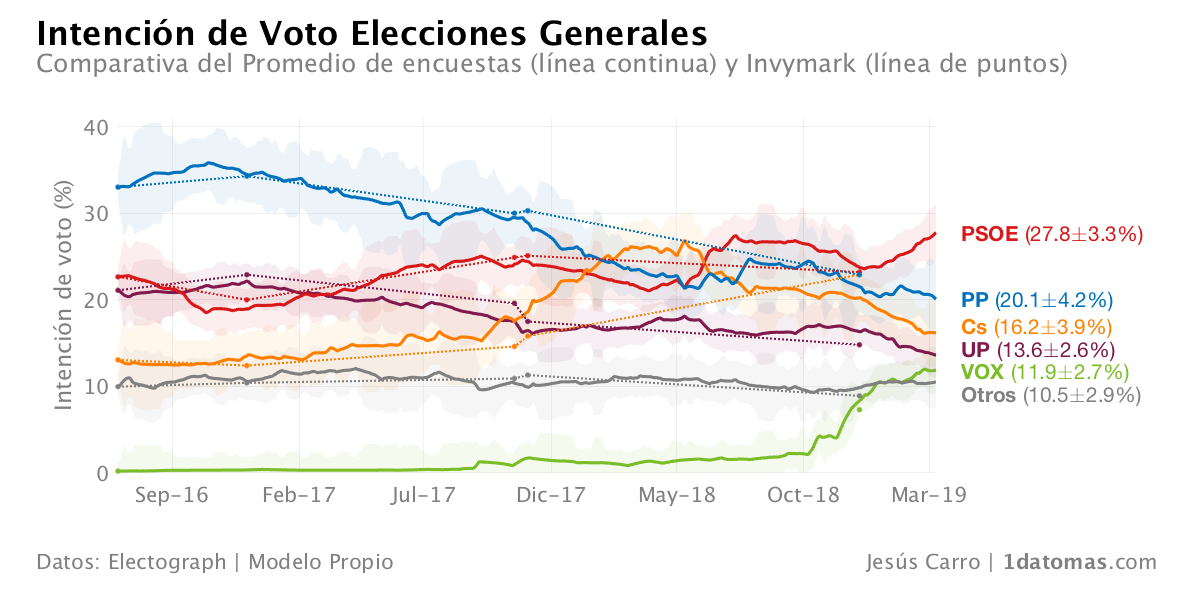 Intención de Voto Elecciones Generales
Comparativa del Promedio de encuestas (línea continua) y Invymark (línea de puntos)
Intención de voto (%)
40
30
20
10
0
Sep−16
Feb−17
Jul−17
Dic−17
May−18
Oct−18
Mar−19
PSOE (27.8±3.3%)
PP (20.1±4.2%)
Cs (16.2±3.9%)
UP (13.6±2.6%)
VOX (11.9±2.7%)
Otros (10.5±2.9%)
Datos: Electograph | Modelo Propio
Jesús Carro | 1datomas.com